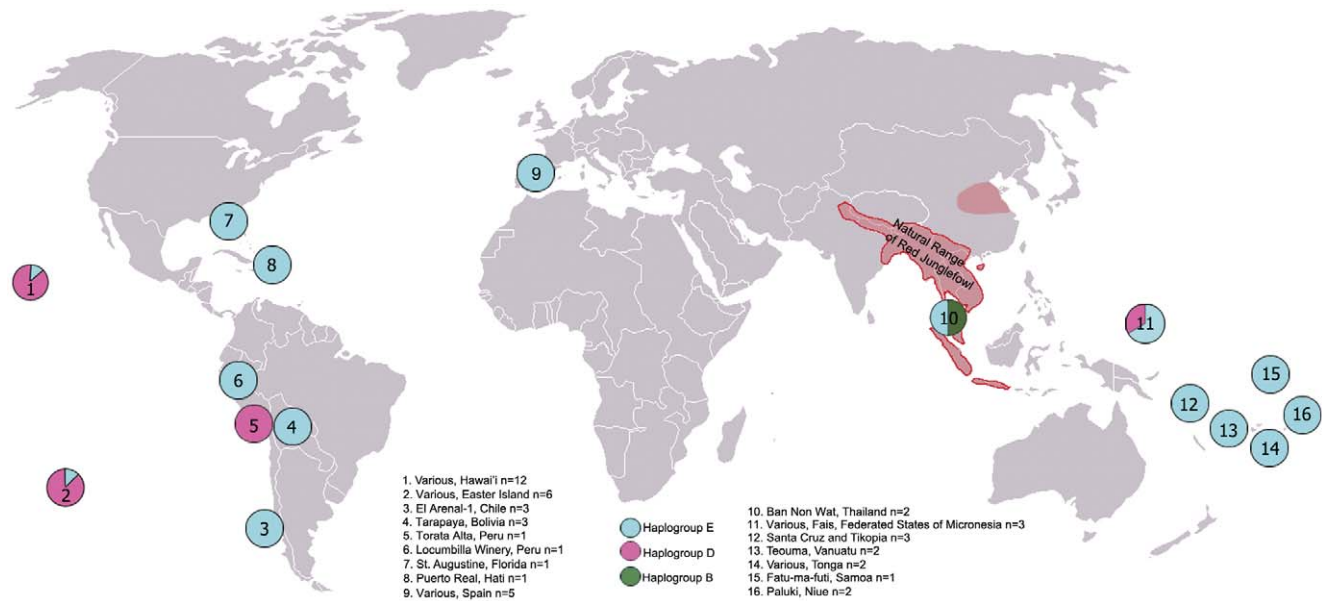 7
9
8
1
Natural Range
of Red Junglefowl
10
11
6
5
4
15
12
16
13
14
2
3
1. Various, Hawai'i n=12
2. Various, Easter Island n=6
3. El Arenal-1, Chile n=3
4. Tarapaya, Bolivia n=3
5. Torata Alta, Peru n=1
6. Locumbilla Winery, Peru n=1
7. St. Augustine, Florida n=1
8. Puerto Real, Hati n=1
9. Various, Spain n=5
Haplogroup E
Haplogroup D
Haplogroup B
10. Ban Non Wat, Thailand n=2
11. Various, Fais, Federated States of Micronesia n=3
12. Santa Cruz and Tikopia n=3
13. Teouma, Vanuatu n=2
14. Various, Tonga n=2
15. Fatu-ma-futi, Samoa n=1
16. Paluki, Niue n=2